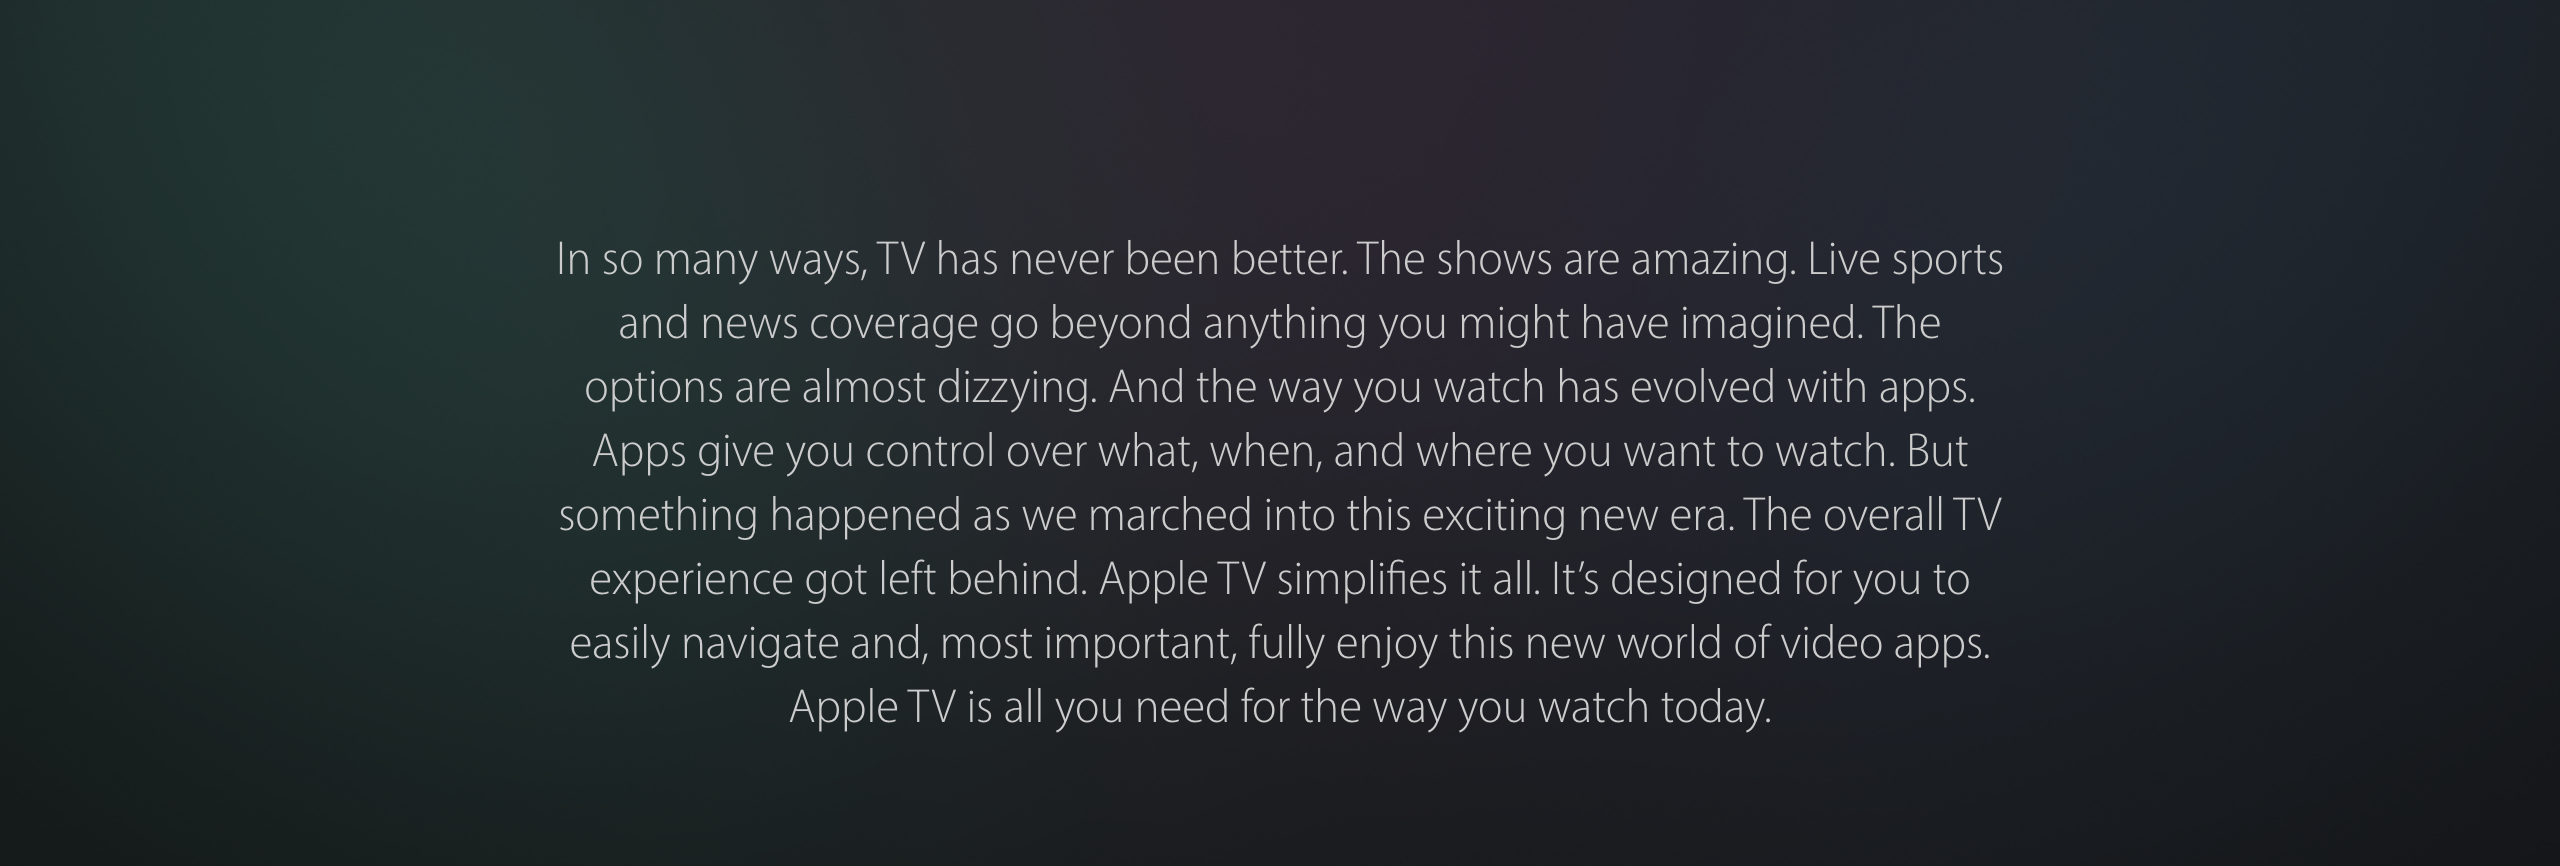 In so many ways, TV has never been better. The shows are amazing. Live sports
and news coverage go beyond anything you might have imagined. The
options are almost dizzying. And the way you watch has evolved with apps.
Apps give you control over what, when, and where you want to watch. But
something happened as we marched into this exciting new era. The overall TV
experience got left behind. Apple TV simplifies it all. It’s designed for you to
easily navigate and, most important, fully enjoy this new world of video apps.
Apple TV is all you need for the way you watch today.